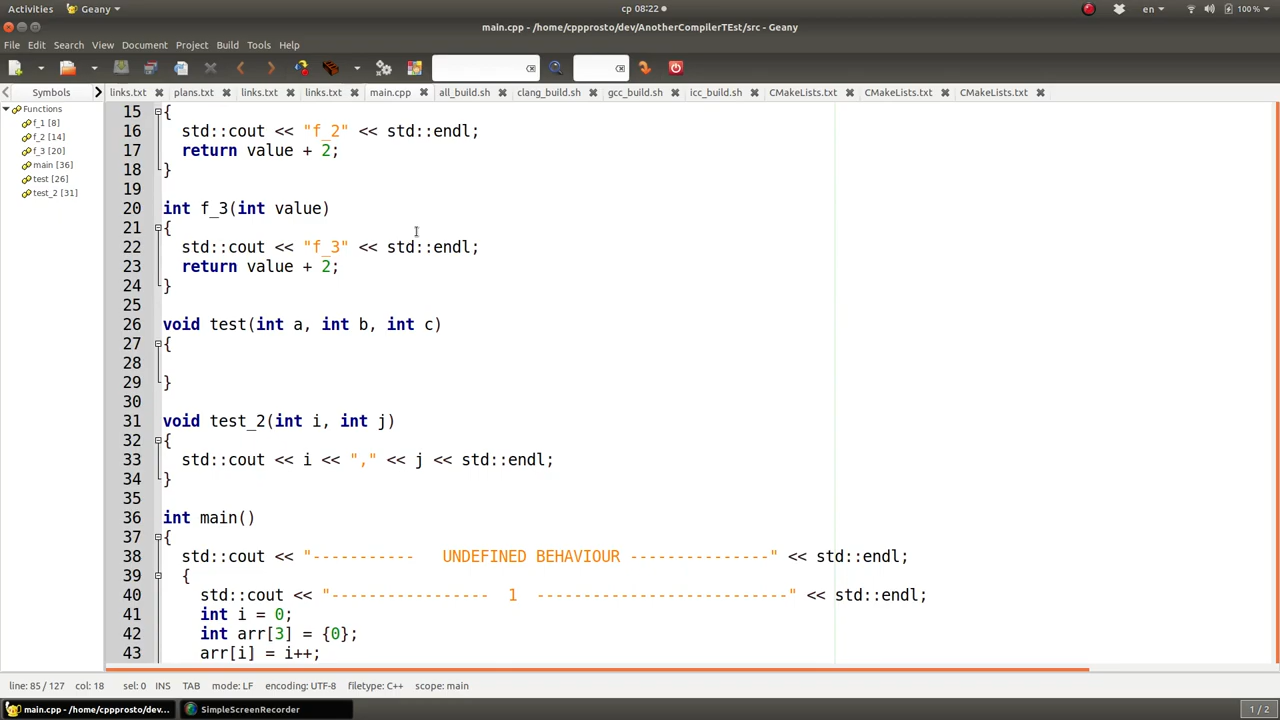 Activities Geany ср 08:22 en 100 %
main.cpp - /home/cppprosto/dev/AnotherCompilerTEst/src - Geany
File Edit Search View Document Project Build Tools Help
Symbols links.txt plans.txt links.txt links.txt main.cpp all_build.sh clang_build.sh gcc_build.sh icc_build.sh CMakeLists.txt CMakeLists.txt CMakeLists.txt
Functions
f_1 [8]
f_2 [14]
f_3 [20]
main [36]
test [26]
test_2 [31]
15 {
16 std::cout << "f_2" << std::endl;
17 return value + 2;
18 }
19
20 int f_3(int value)
21 {
22 std::cout << "f_3" << std::endl;
23 return value + 2;
24 }
25
26 void test(int a, int b, int c)
27 {
28
29 }
30
31 void test_2(int i, int j)
32 {
33 std::cout << i << "," << j << std::endl;
34 }
35
36 int main()
37 {
38 std::cout << "----------- UNDEFINED BEHAVIOUR ---------------" << std::endl;
39 {
40 std::cout << "----------------- 1 ---------------------------" << std::endl;
41 int i = 0;
42 int arr[3] = {0};
43 arr[i] = i++;
line: 85 / 127 col: 18 sel: 0 INS TAB mode: LF encoding: UTF-8 filetype: C++ scope: main
main.cpp - /home/cppprosto/dev... SimpleScreenRecorder 1 / 2